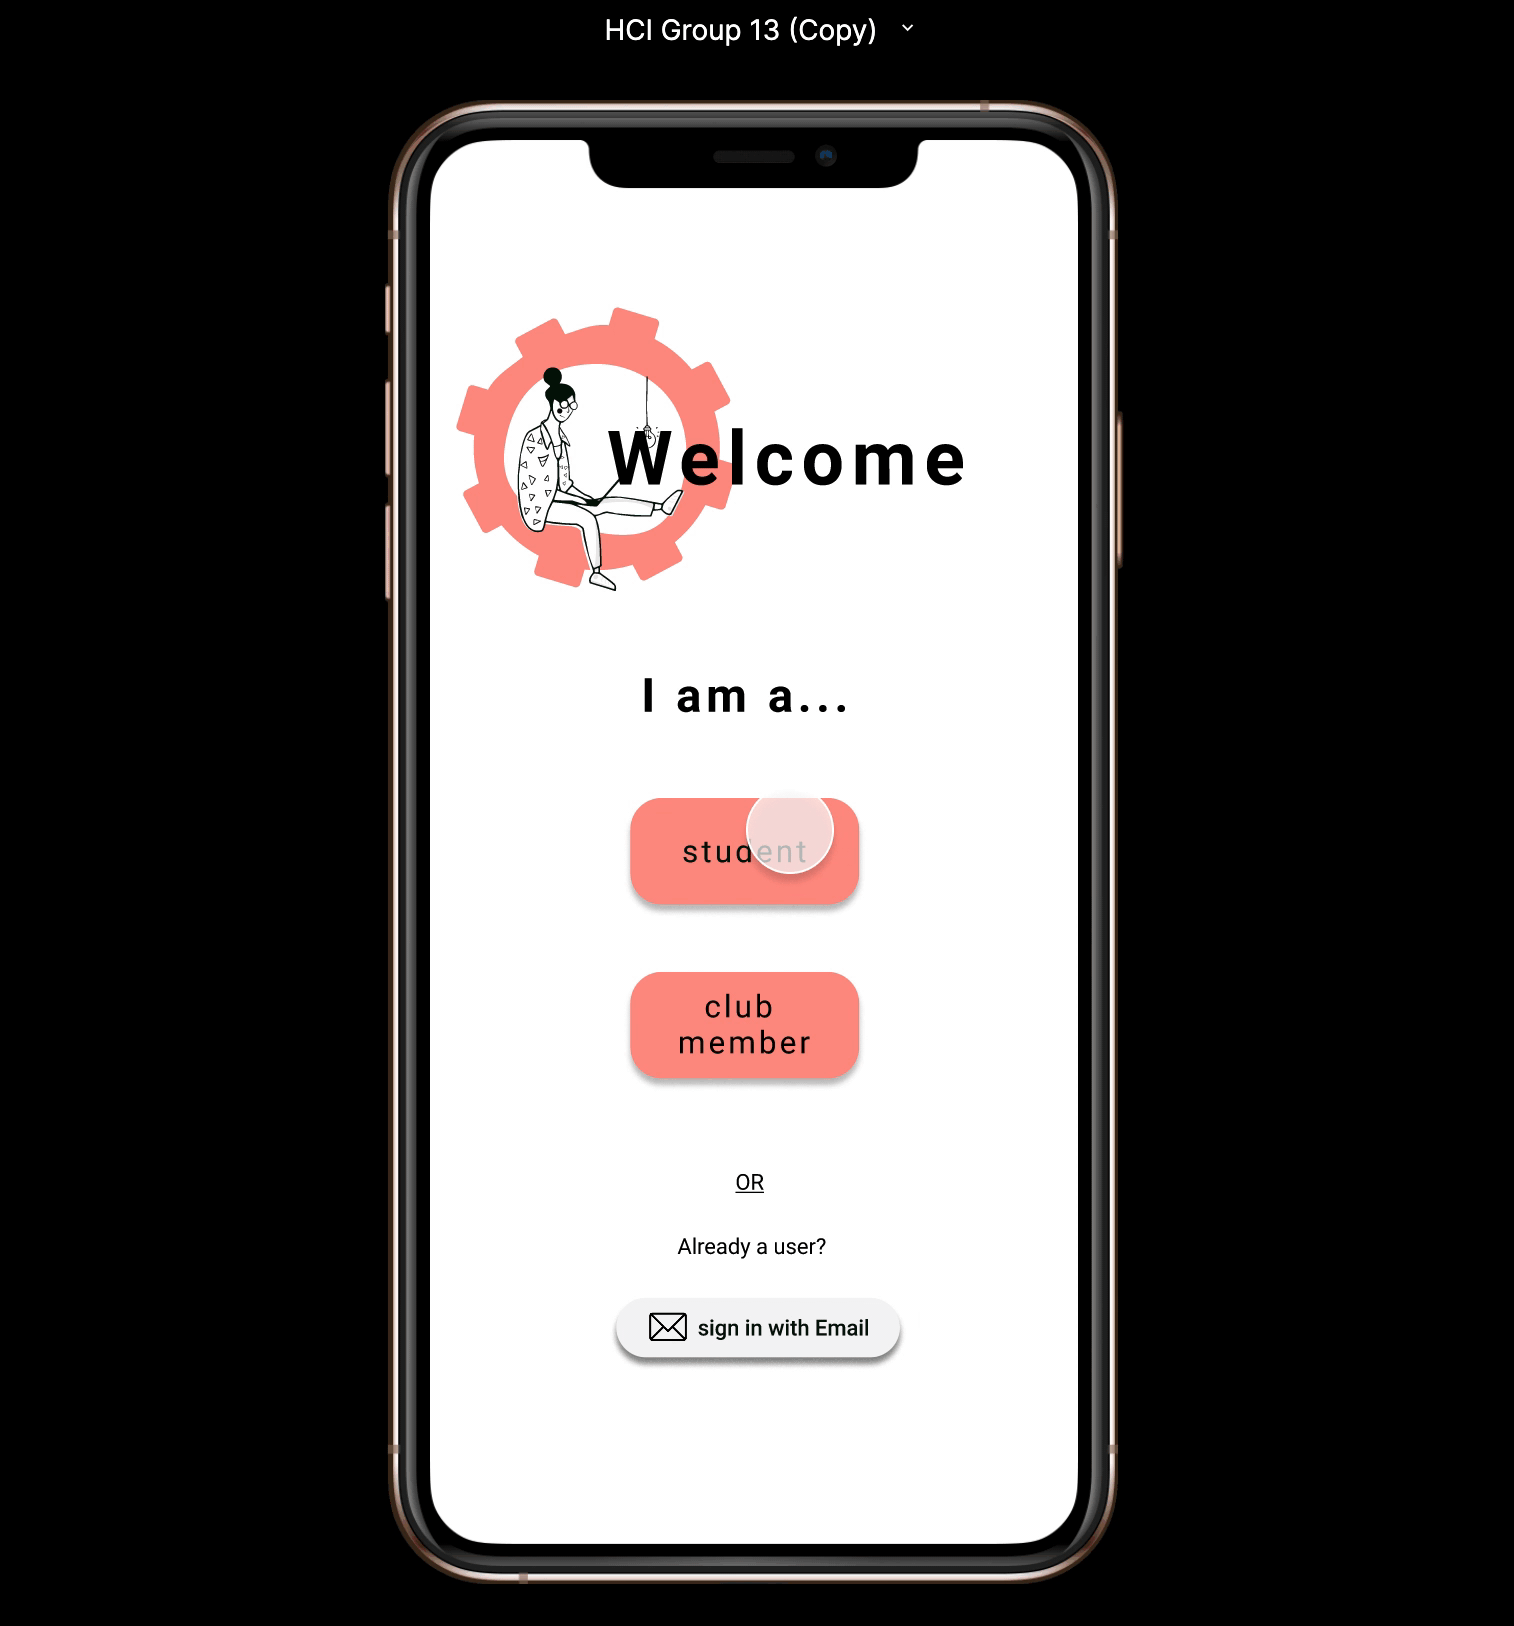 HCI Group 13 (Copy)
Welcome
I am a...
student
club
member
OR
Already a user?
sign in with Email